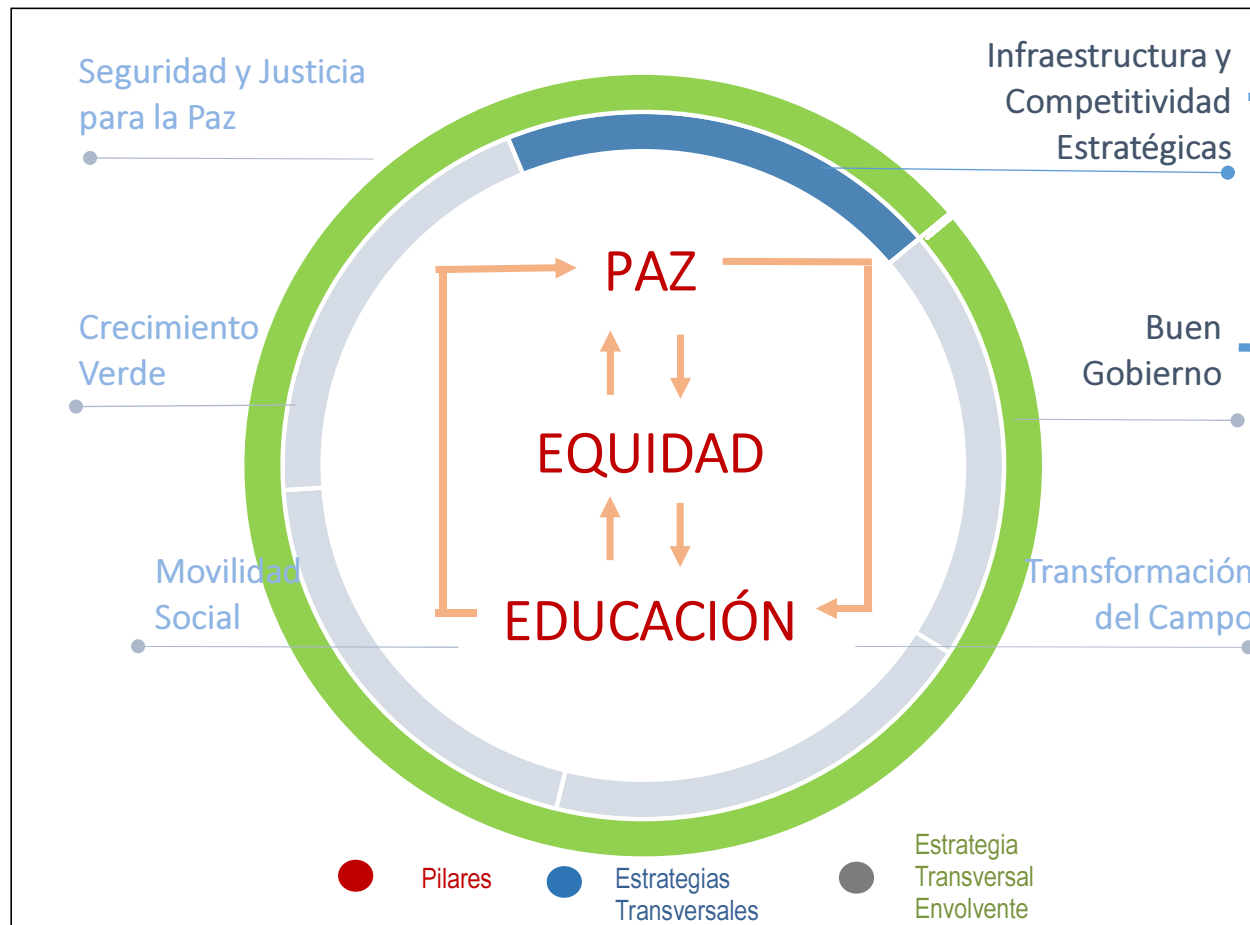 Seguridad y Justicia
para la Paz
Infraestructura y
Competitividad
Estratégicas
PAZ
Crecimiento
Verde
Buen
Gobierno
EQUIDAD
Movilidad
Social
Transformación
del Campo
EDUCACIÓN
Pilares
Estrategias
Transversales
Estrategia
Transversal
Envolvente